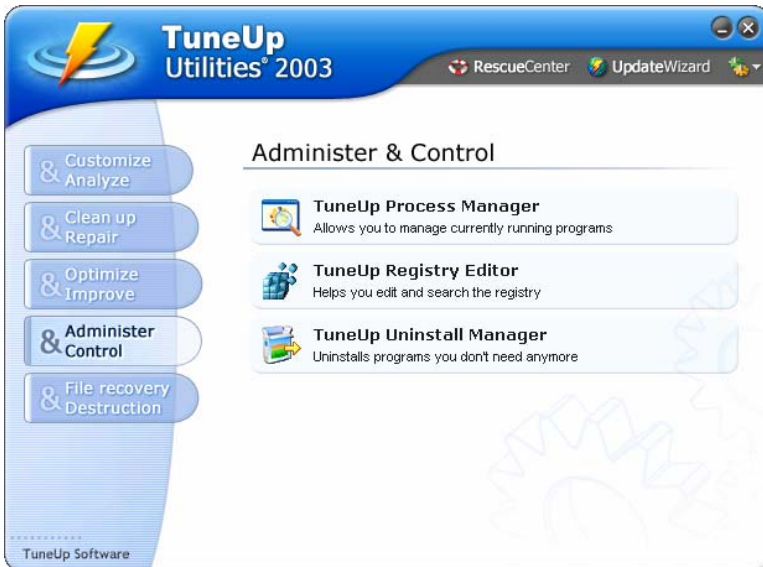 TuneUp
Utilities® 2003
RescueCenter
UpdateWizard
& Customize
Analyze
& Clean up
Repair
& Optimize
Improve
& Administer
Control
& File recovery
Destruction
TuneUp Software
Administer & Control
TuneUp Process Manager
Allows you to manage currently running programs
TuneUp Registry Editor
Helps you edit and search the registry
TuneUp Uninstall Manager
Uninstalls programs you don't need anymore